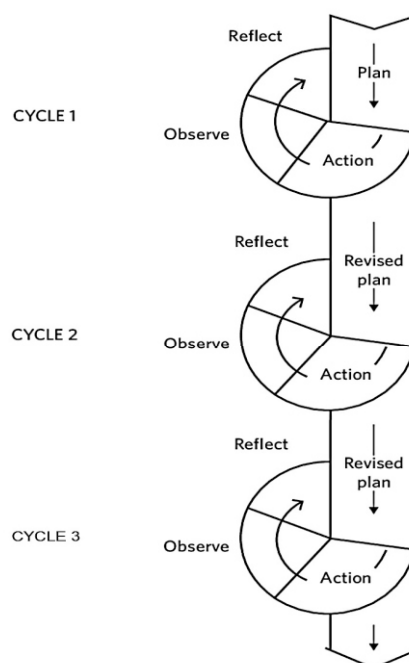 Reflect
Plan
CYCLE 1
Observe
Action
Reflect
Revised
plan
CYCLE 2
Observe
Action
Reflect
Revised
plan
CYCLE 3
Observe
Action